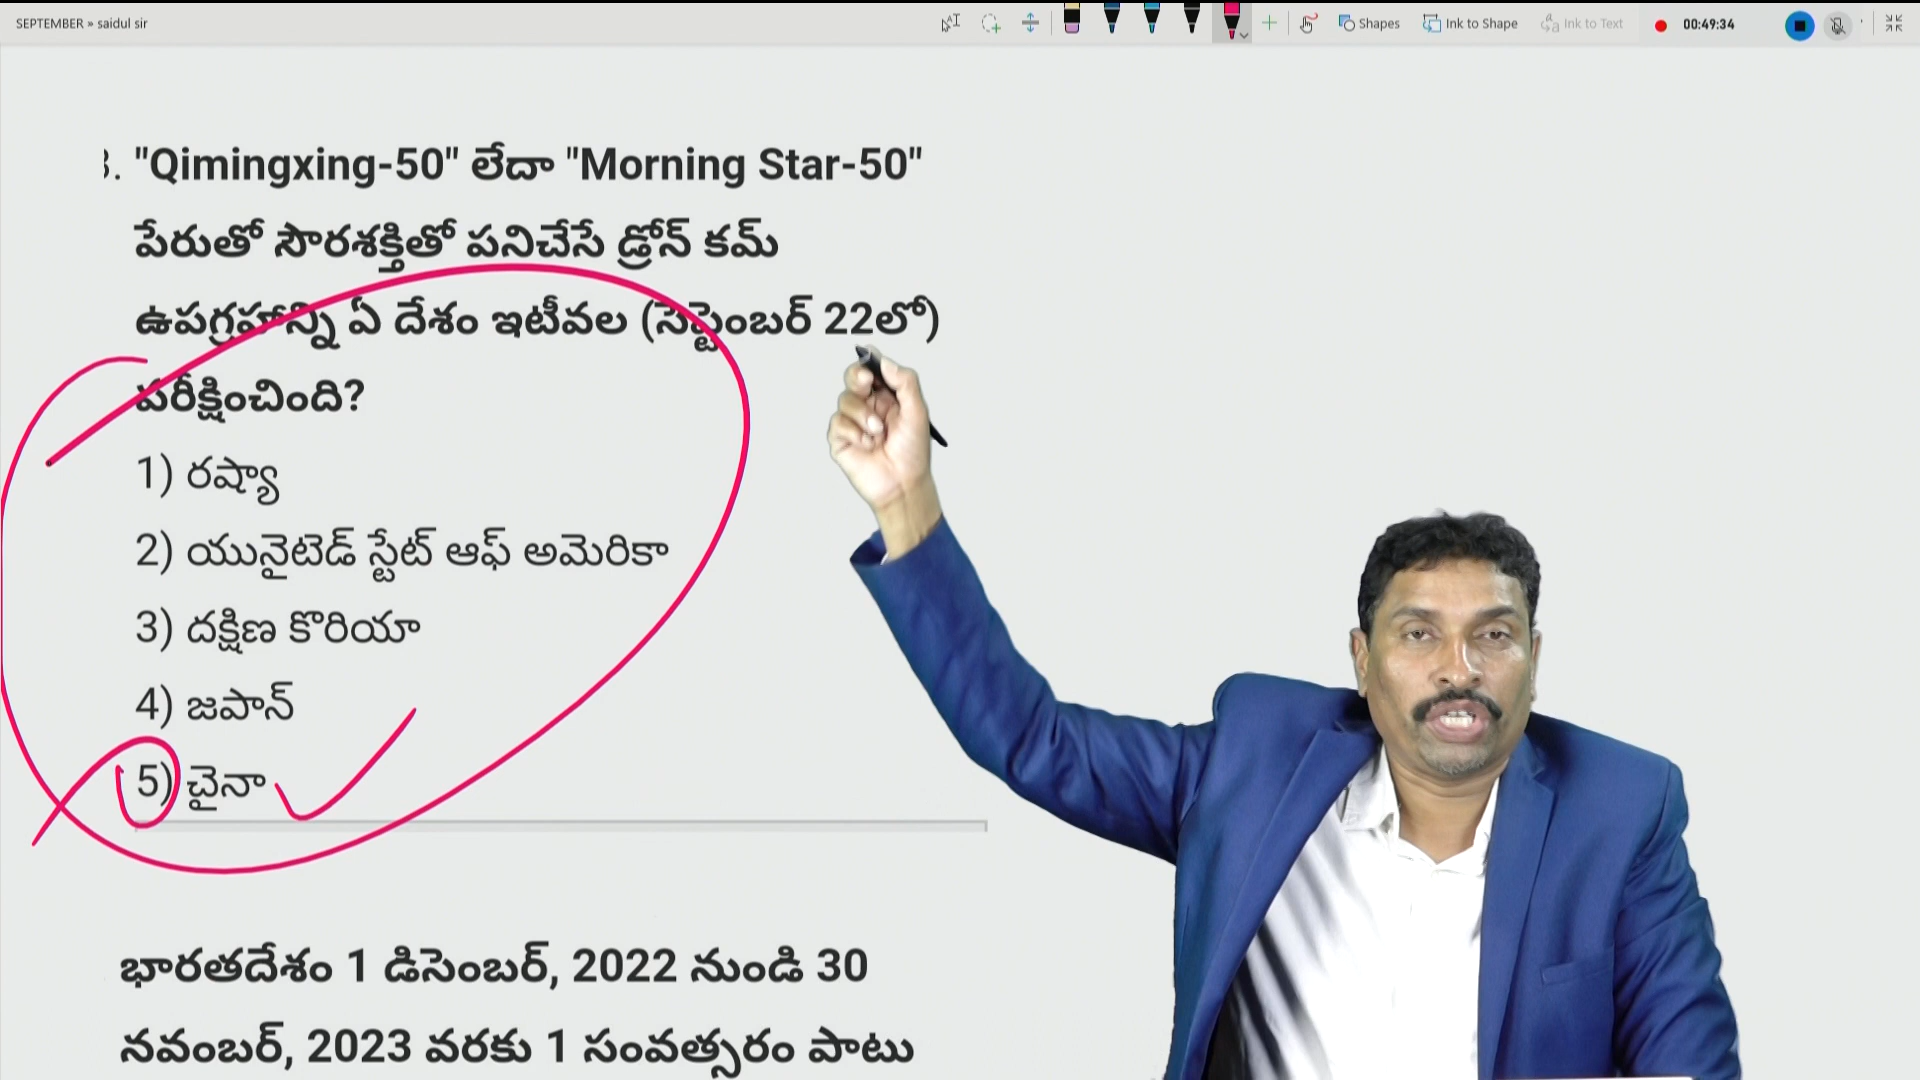 SEPTEMBER » saidul sir
Shapes
Ink to Shape
Ink to Text
00:49:34
"Qimingxing-50" లేదా "Morning Star-50"
పేరుతో సౌరశక్తితో పనిచేసే డ్రోన్ కమ్
ఉపగ్రహాన్ని ఏ దేశం ఇటీవల (సెప్టెంబర్ 22లో)
పరీక్షించింది?
1) రష్యా
2) యునైటెడ్ స్టేట్ ఆఫ్ అమెరికా
3) దక్షిణ కొరియా
4) జపాన్
5) చైనా
భారతదేశం 1 డిసెంబర్, 2022 నుండి 30
నవంబర్, 2023 వరకు 1 సంవత్సరం పాటు